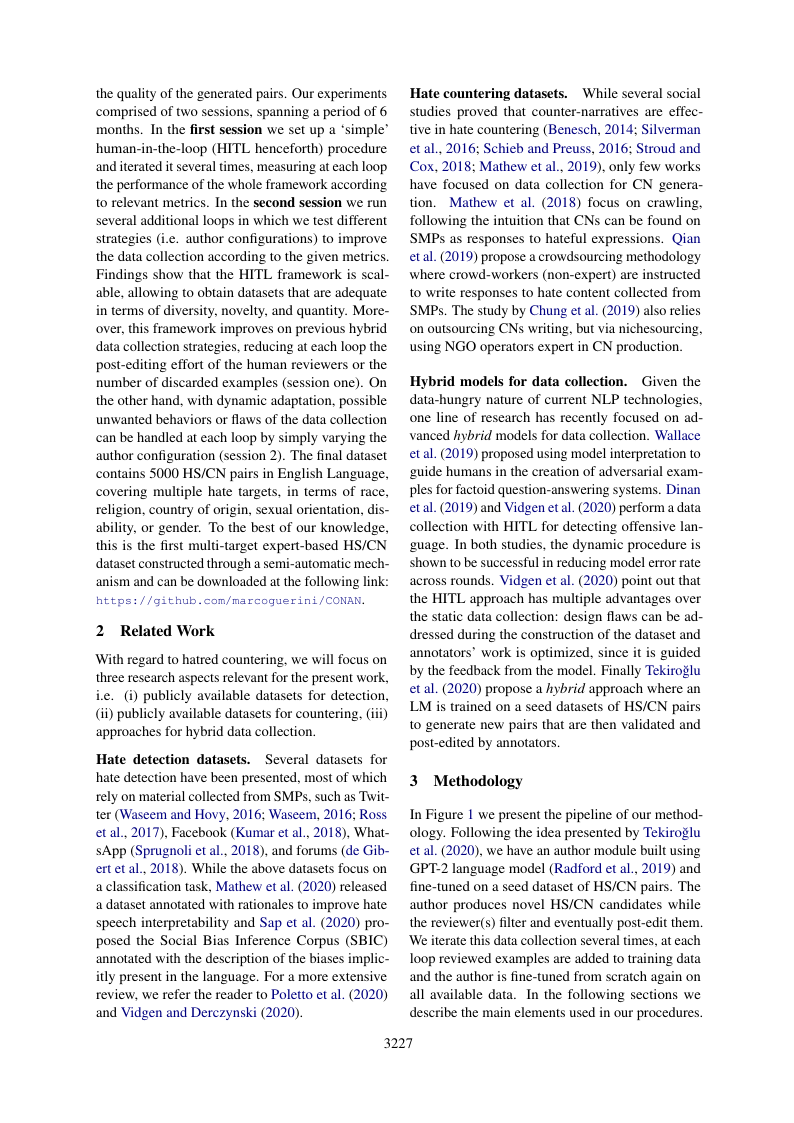 the quality of the generated pairs. Our experiments
comprised of two sessions, spanning a period of 6
months. In the first session we set up a ‘simple’
human-in-the-loop (HITL henceforth) procedure
and iterated it several times, measuring at each loop
the performance of the whole framework according
to relevant metrics. In the second session we run
several additional loops in which we test different
strategies (i.e. author configurations) to improve
the data collection according to the given metrics.
Findings show that the HITL framework is scal-
able, allowing to obtain datasets that are adequate
in terms of diversity, novelty, and quantity. More-
over, this framework improves on previous hybrid
data collection strategies, reducing at each loop the
post-editing effort of the human reviewers or the
number of discarded examples (session one). On
the other hand, with dynamic adaptation, possible
unwanted behaviors or flaws of the data collection
can be handled at each loop by simply varying the
author configuration (session 2). The final dataset
contains 5000 HS/CN pairs in English Language,
covering multiple hate targets, in terms of race,
religion, country of origin, sexual orientation, dis-
ability, or gender. To the best of our knowledge,
this is the first multi-target expert-based HS/CN
dataset constructed through a semi-automatic mech-
anism and can be downloaded at the following link:
https://github.com/marcoguerini/CONAN.
2 Related Work
With regard to hatred countering, we will focus on
three research aspects relevant for the present work,
i.e. (i) publicly available datasets for detection,
(ii) publicly available datasets for countering, (iii)
approaches for hybrid data collection.
Hate detection datasets. Several datasets for
hate detection have been presented, most of which
rely on material collected from SMPs, such as Twit-
ter (Waseem and Hovy, 2016; Waseem, 2016; Ross
et al., 2017), Facebook (Kumar et al., 2018), What-
sApp (Sprugnoli et al., 2018), and forums (de Gib-
ert et al., 2018). While the above datasets focus on
a classification task, Mathew et al. (2020) released
a dataset annotated with rationales to improve hate
speech interpretability and Sap et al. (2020) pro-
posed the Social Bias Inference Corpus (SBIC)
annotated with the description of the biases implic-
itly present in the language. For a more extensive
review, we refer the reader to Poletto et al. (2020)
and Vidgen and Derczynski (2020).
Hate countering datasets. While several social
studies proved that counter-narratives are effec-
tive in hate countering (Benesch, 2014; Silverman
et al., 2016; Schieb and Preuss, 2016; Stroud and
Cox, 2018; Mathew et al., 2019), only few works
have focused on data collection for CN genera-
tion. Mathew et al. (2018) focus on crawling,
following the intuition that CNs can be found on
SMPs as responses to hateful expressions. Qian
et al. (2019) propose a crowdsourcing methodology
where crowd-workers (non-expert) are instructed
to write responses to hate content collected from
SMPs. The study by Chung et al. (2019) also relies
on outsourcing CNs writing, but via nichesourcing,
using NGO operators expert in CN production.
Hybrid models for data collection. Given the
data-hungry nature of current NLP technologies,
one line of research has recently focused on ad-
vanced hybrid models for data collection. Wallace
et al. (2019) proposed using model interpretation to
guide humans in the creation of adversarial exam-
ples for factoid question-answering systems. Dinan
et al. (2019) and Vidgen et al. (2020) perform a data
collection with HITL for detecting offensive lan-
guage. In both studies, the dynamic procedure is
shown to be successful in reducing model error rate
across rounds. Vidgen et al. (2020) point out that
the HITL approach has multiple advantages over
the static data collection: design flaws can be ad-
dressed during the construction of the dataset and
annotators’ work is optimized, since it is guided
by the feedback from the model. Finally Tekiroğlu
et al. (2020) propose a hybrid approach where an
LM is trained on a seed datasets of HS/CN pairs
to generate new pairs that are then validated and
post-edited by annotators.
3 Methodology
In Figure 1 we present the pipeline of our method-
ology. Following the idea presented by Tekiroğlu
et al. (2020), we have an author module built using
GPT-2 language model (Radford et al., 2019) and
fine-tuned on a seed dataset of HS/CN pairs. The
author produces novel HS/CN candidates while
the reviewer(s) filter and eventually post-edit them.
We iterate this data collection several times, at each
loop reviewed examples are added to training data
and the author is fine-tuned from scratch again on
all available data. In the following sections we
describe the main elements used in our procedures.
3227